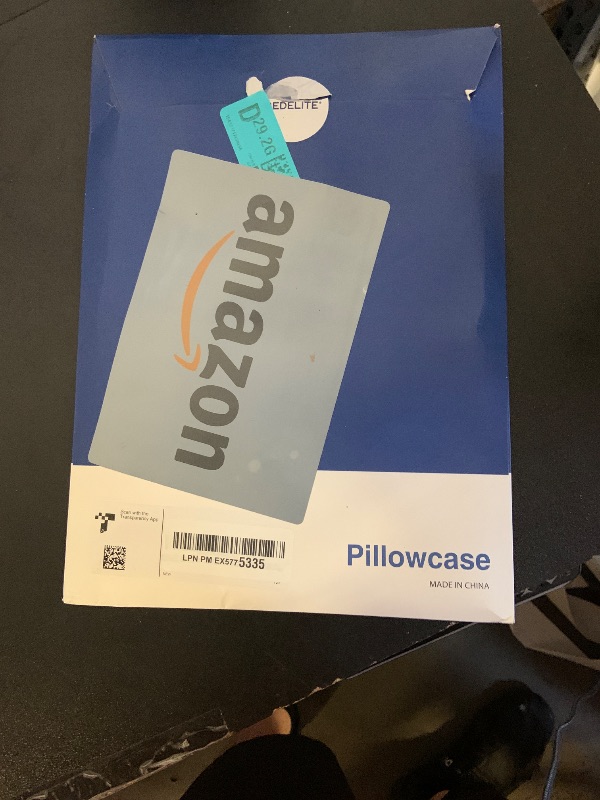 EDELITE®
D29.2G
amazon
Scan with the
Transparency App
LPN PM EX5775335
Pillowcase
MADE IN CHINA